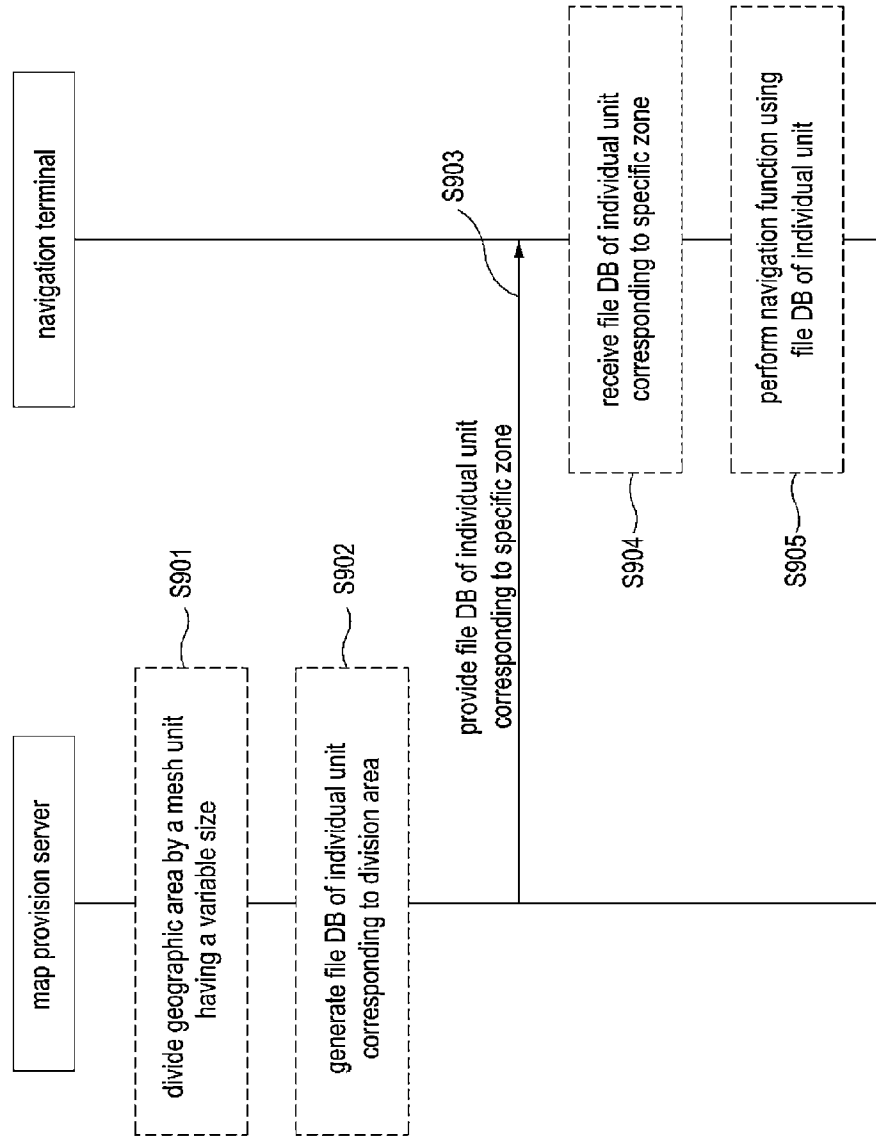 map provision server
navigation terminal
divide geographic area by a mesh unit
having a variable size
S901
generate file DB of individual unit
corresponding to division area
S902
provide file DB of individual unit
corresponding to specific zone
S903
receive file DB of individual unit
corresponding to specific zone
S904
perform navigation function using
file DB of individual unit
S905